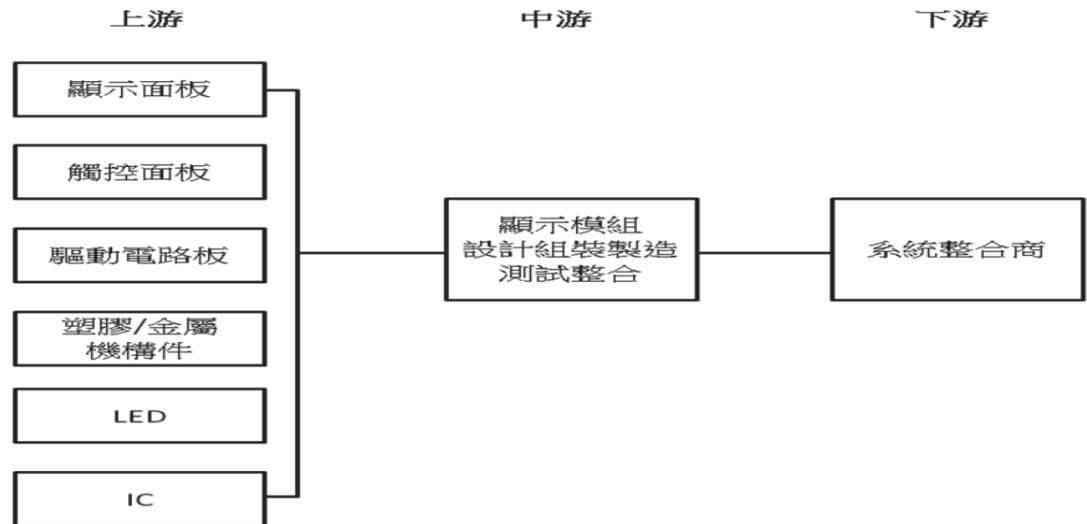 上游
中游
下游
顯示面板
觸控面板
驅動電路板
塑膠/金屬
機構件
LED
IC
顯示模組
設計組裝製造
測試整合
系統整合商